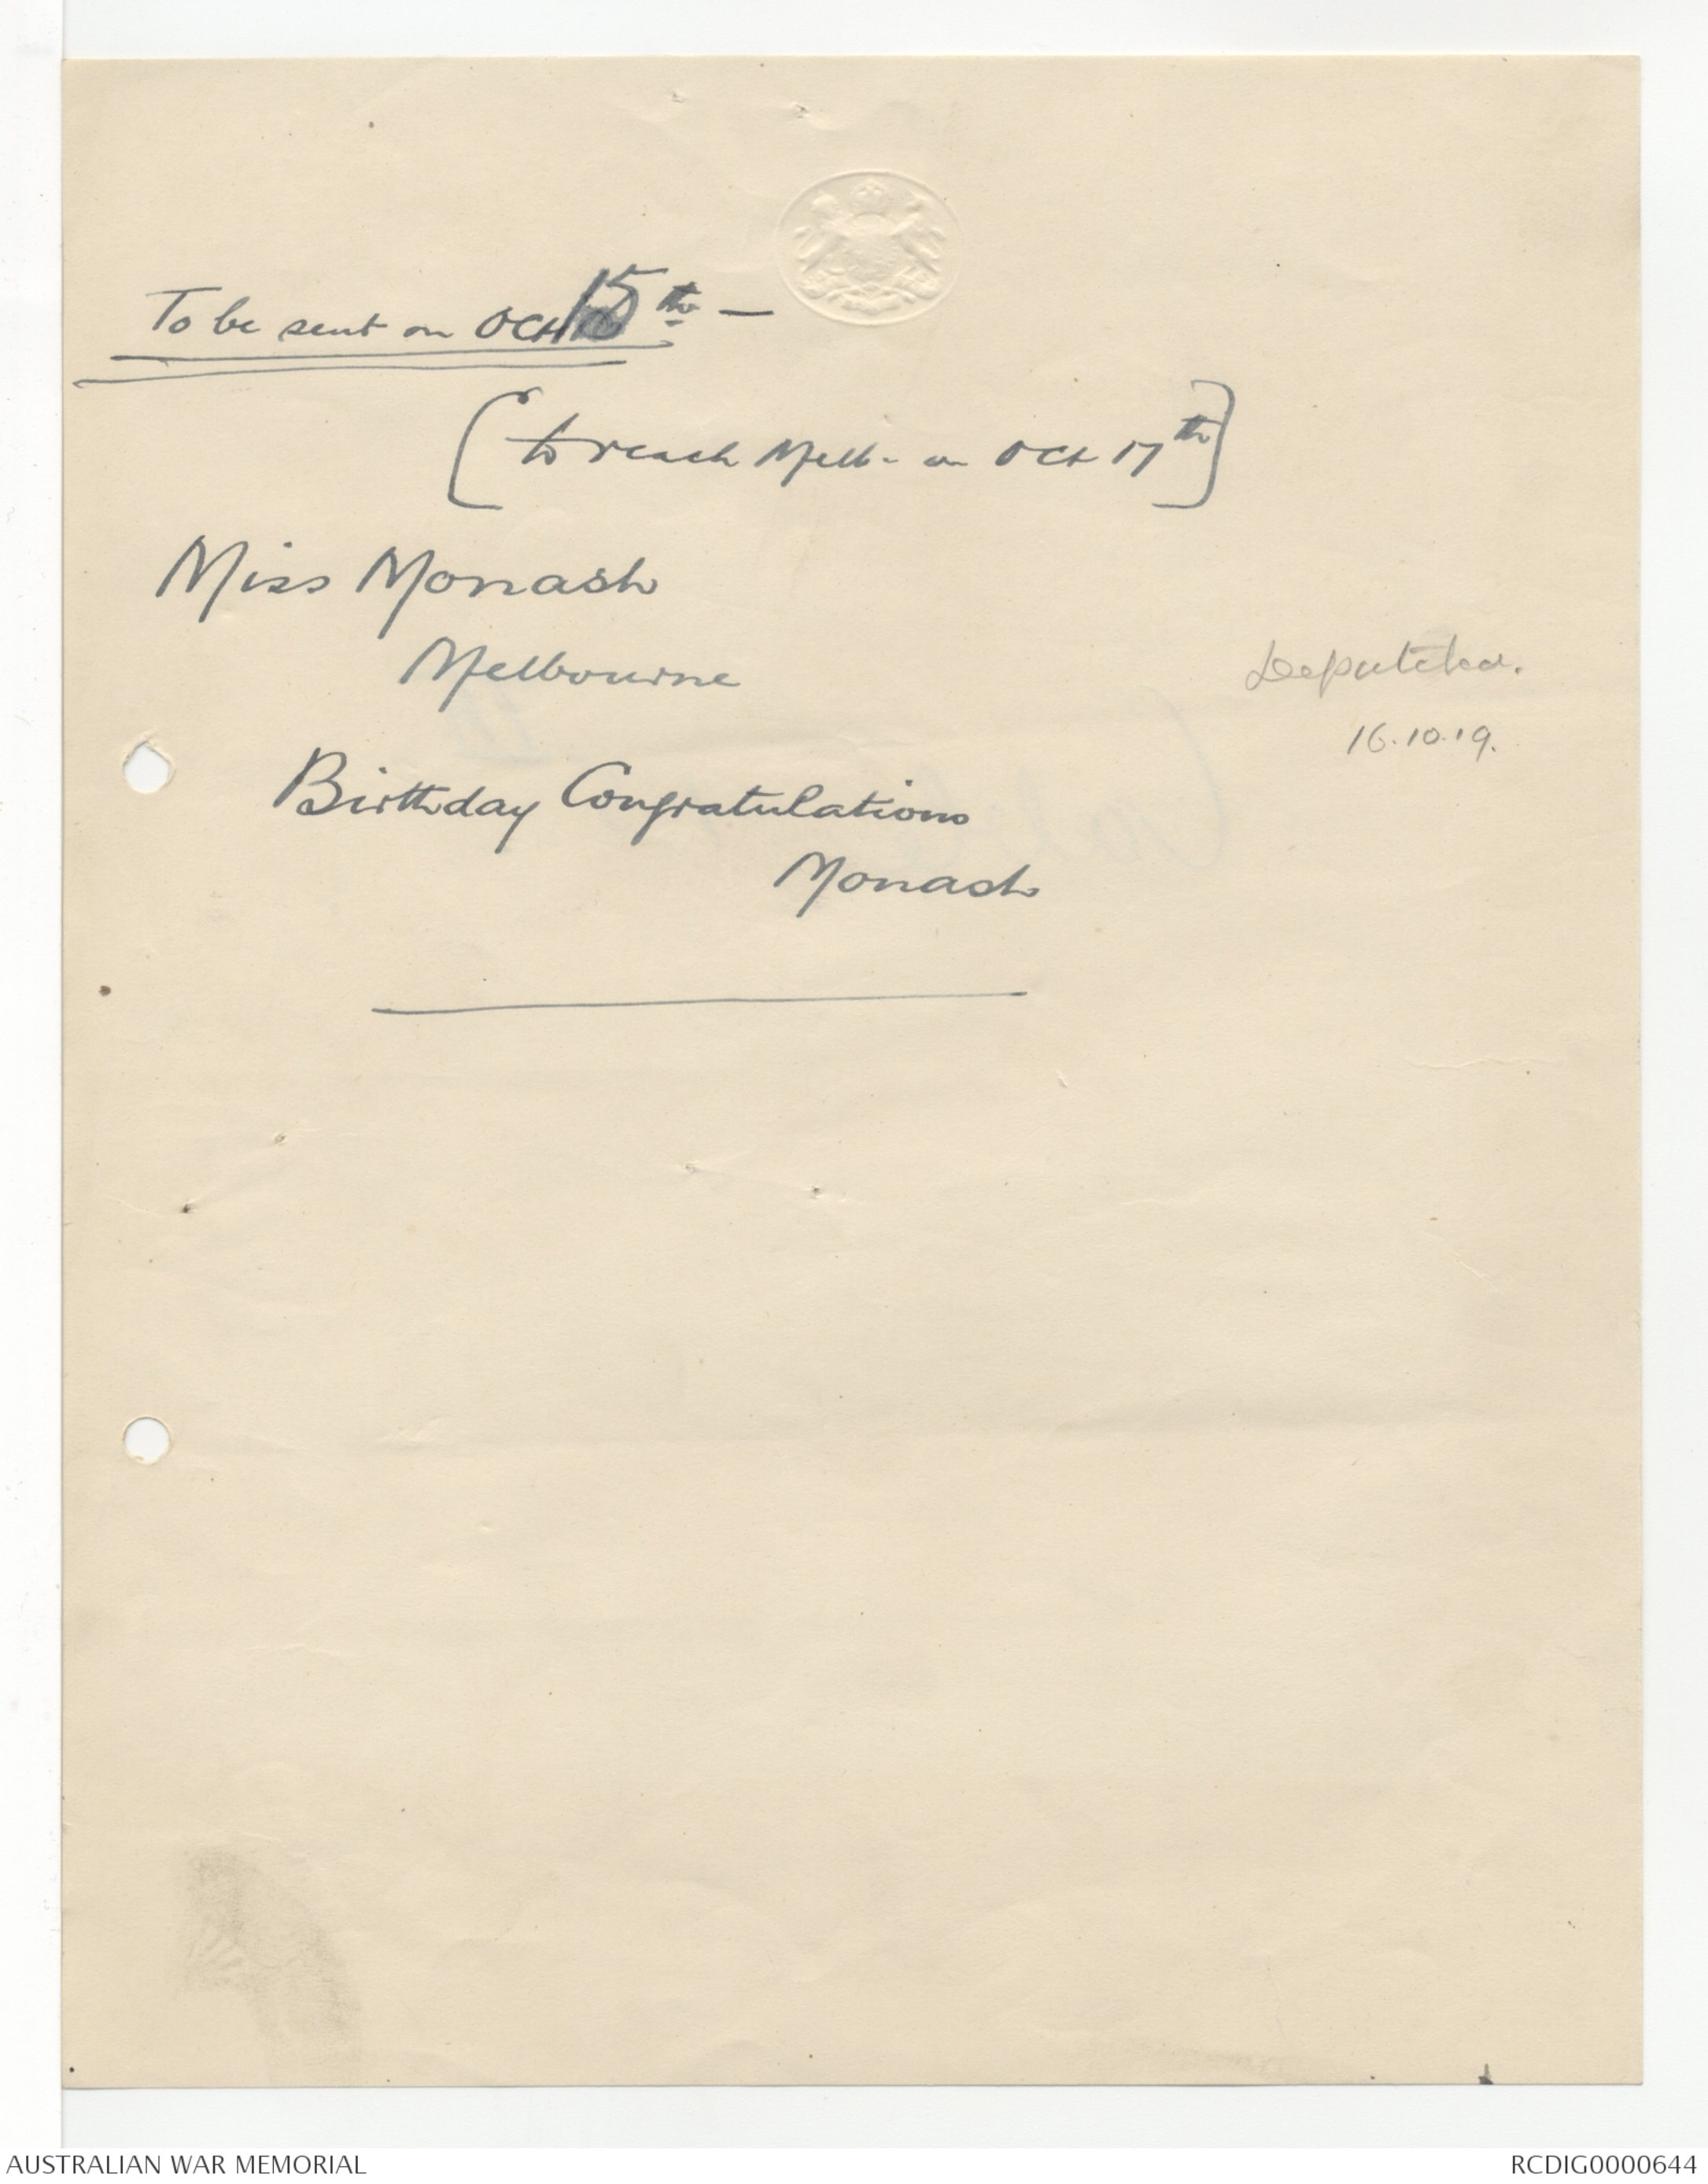 To be sent on Oct 15th —
[to reach Melb. on Oct 17th]
Miss Monash
Melbourne
Depatched.
16.10.19.
Birthday Congratulations
Monash
AUSTRALIAN WAR MEMORIAL
RCDIG0000644